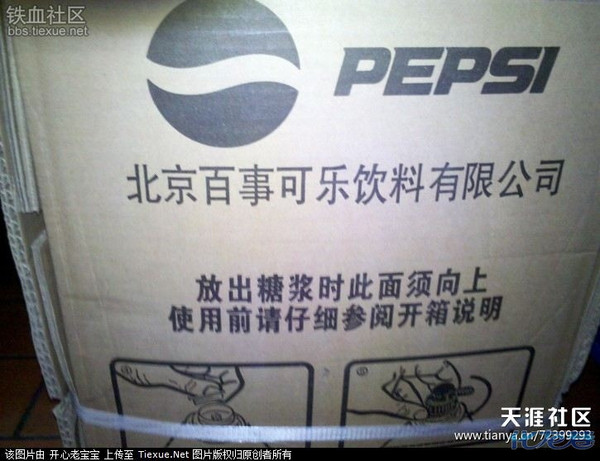 铁血社区
bbs.tiexue.net
PEPSI
北京百事可乐饮料有限公司
放出糖浆时此面须向上
使用前请仔细参阅开箱说明
天涯社区
www.tianya.cn/72399293
该图片由 开心老宝宝 上传至 Tiexue.Net 图片版权归原创者所有